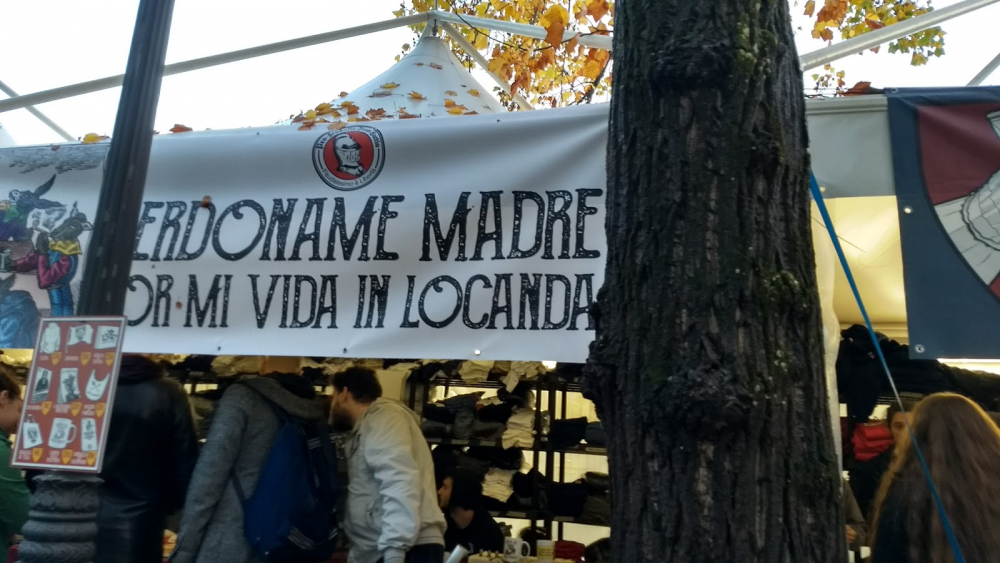 ERDONAME MADRE
OR MI VIDA IN LOCANDA